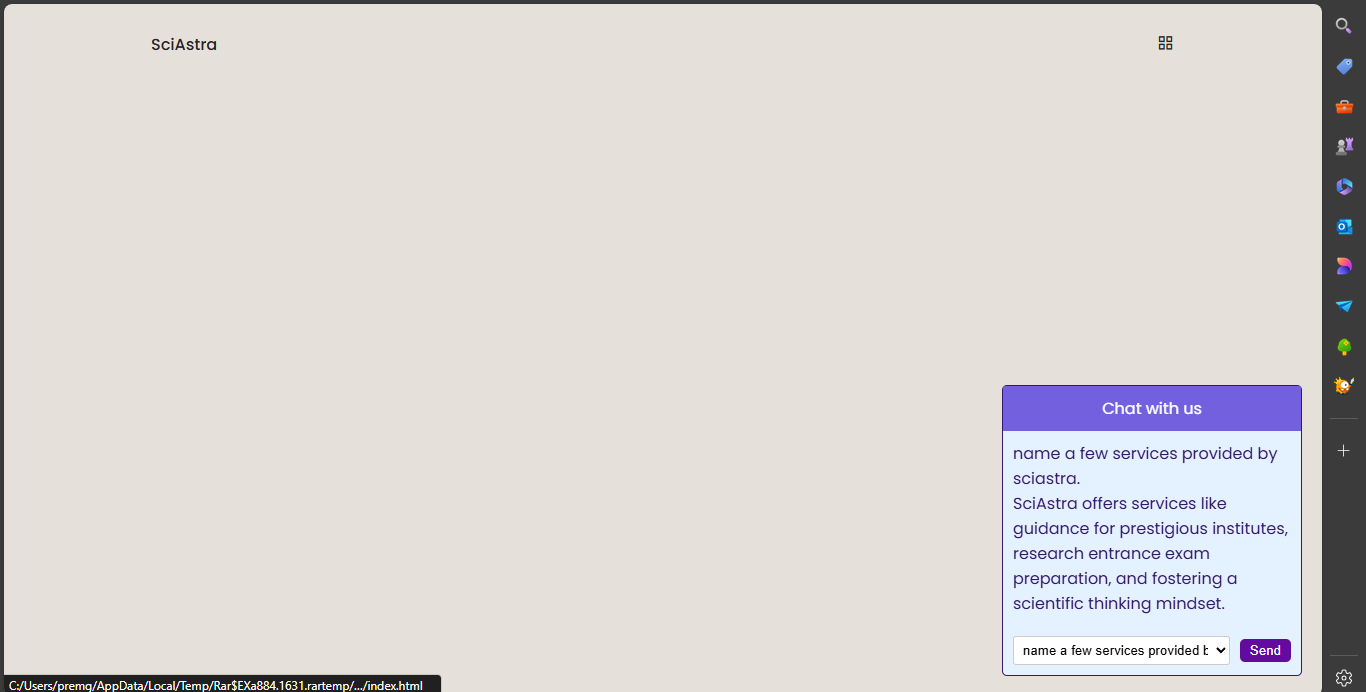 SciAstra
Chat with us
name a few services provided by
sciastra.
SciAstra offers services like
guidance for prestigious institutes,
research entrance exam
preparation, and fostering a
scientific thinking mindset.
name a few services provided b
Send
C:/Users/premg/AppData/Local/Temp/Rar$EXa884.1631.rartemp/.../index.html